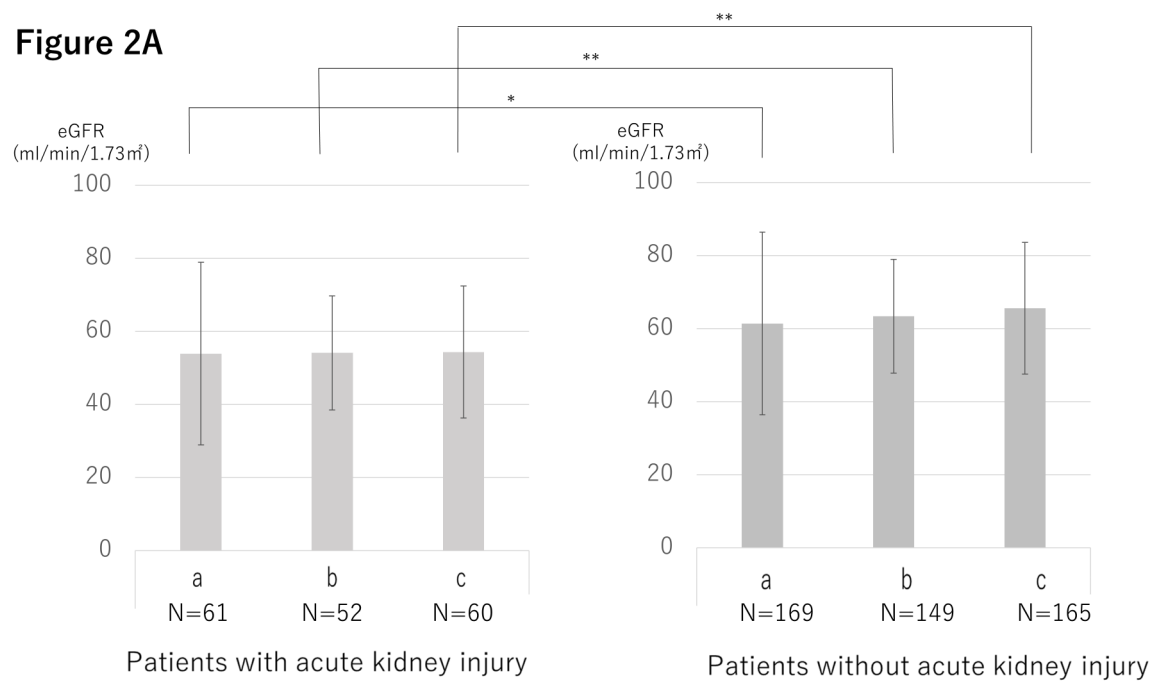 Figure 2A
**
**
*
eGFR
(ml/min/1.73㎡)
100
80
60
40
20
0
a
b
c
N=61
N=52
N=60
Patients with acute kidney injury
eGFR
(ml/min/1.73㎡)
100
80
60
40
20
0
a
b
c
N=169
N=149
N=165
Patients without acute kidney injury